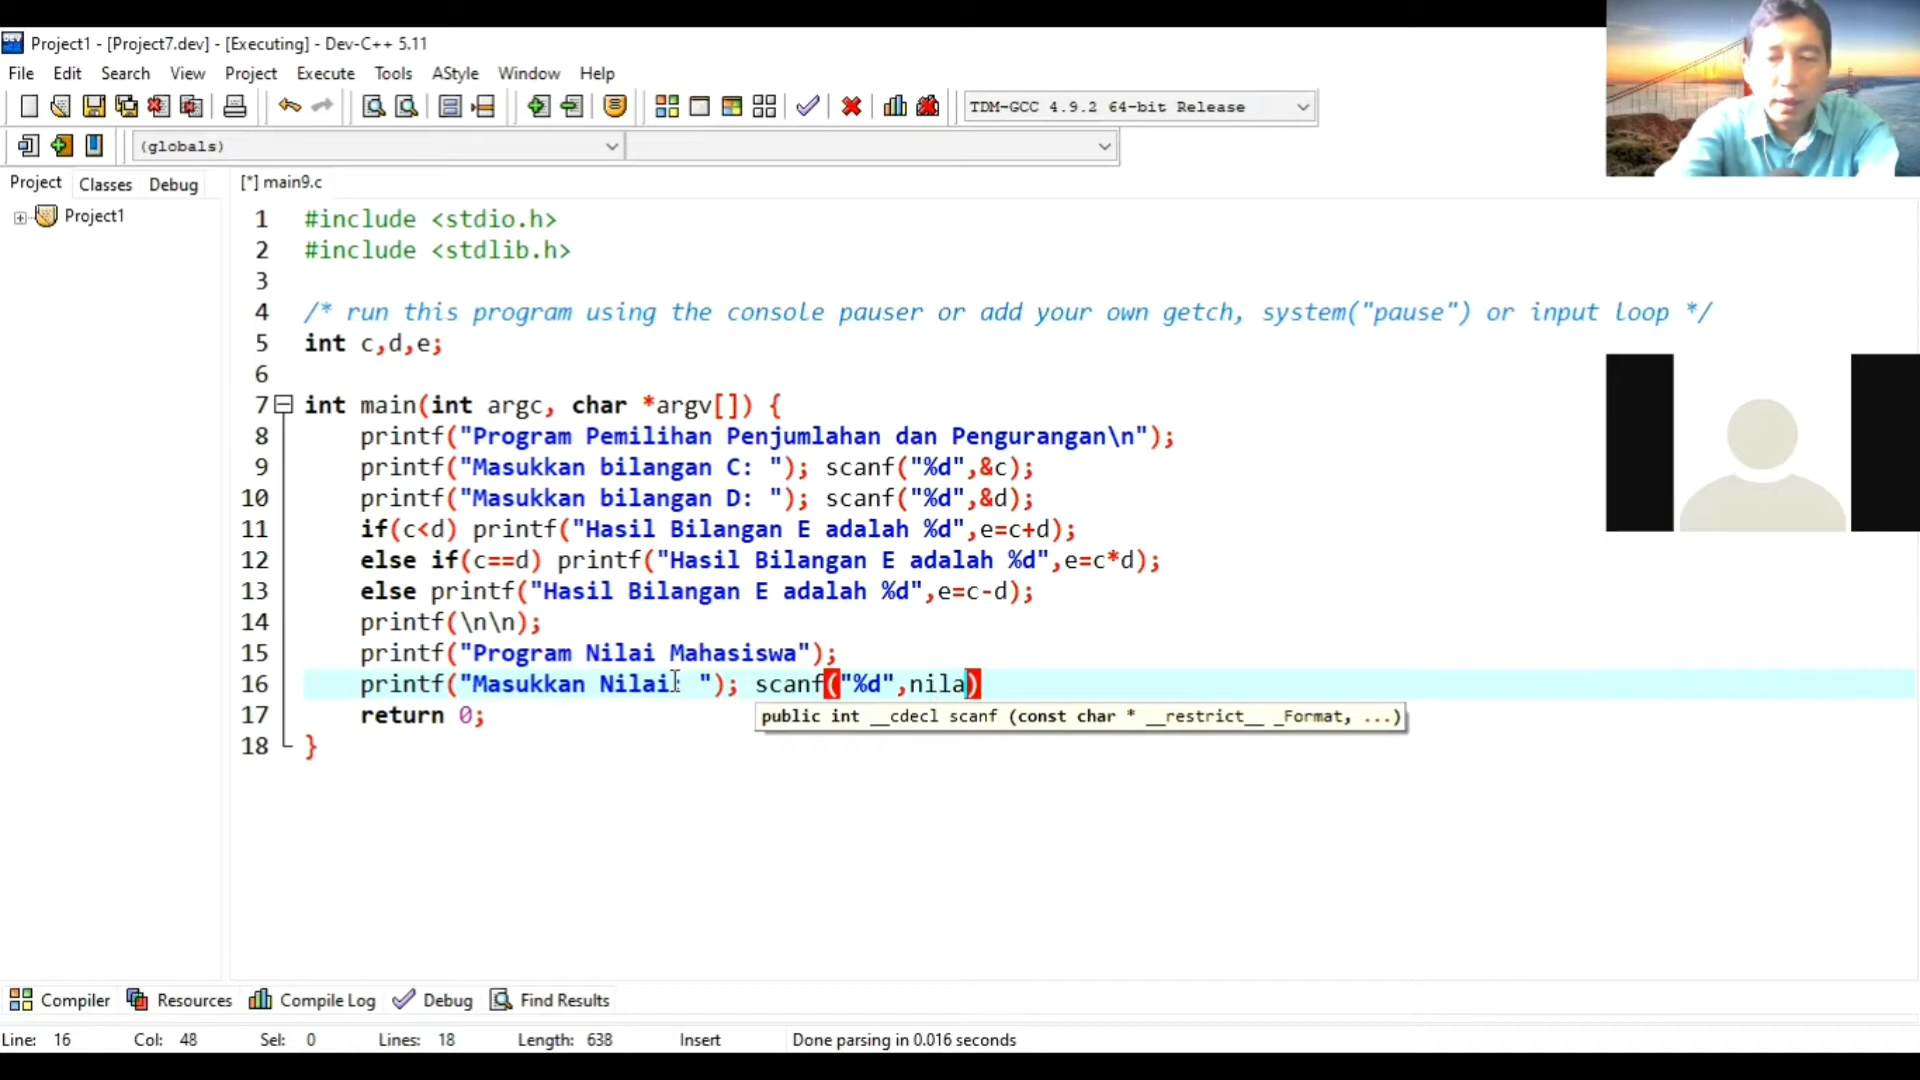 Project1 - [Project7.dev] - [Executing] - Dev-C++ 5.11
File Edit Search View Project Execute Tools AStyle Window Help
TDM-GCC 4.9.2 64-bit Release
(globals)
Project Classes Debug
[*] main9.c
Project1
1 #include <stdio.h>
2 #include <stdlib.h>
3
4 /* run this program using the console pauser or add your own getch, system("pause") or input loop */
5 int c,d,e;
6
7 int main(int argc, char *argv[]) {
8 printf("Program Pemilihan Penjumlahan dan Pengurangan\n");
9 printf("Masukkan bilangan C: "); scanf("%d",&c);
10 printf("Masukkan bilangan D: "); scanf("%d",&d);
11 if(c<d) printf("Hasil Bilangan E adalah %d",e=c+d);
12 else if(c==d) printf("Hasil Bilangan E adalah %d",e=c*d);
13 else printf("Hasil Bilangan E adalah %d",e=c-d);
14 printf(\n\n);
15 printf("Program Nilai Mahasiswa");
16 printf("Masukkan Nilai: "); scanf("%d",nila)
17 return 0;
public int __cdecl scanf (const char * __restrict__ _Format, ...)
18 }
Compiler Resources Compile Log Debug Find Results
Line: 16 Col: 48 Sel: 0 Lines: 18 Length: 638 Insert Done parsing in 0.016 seconds